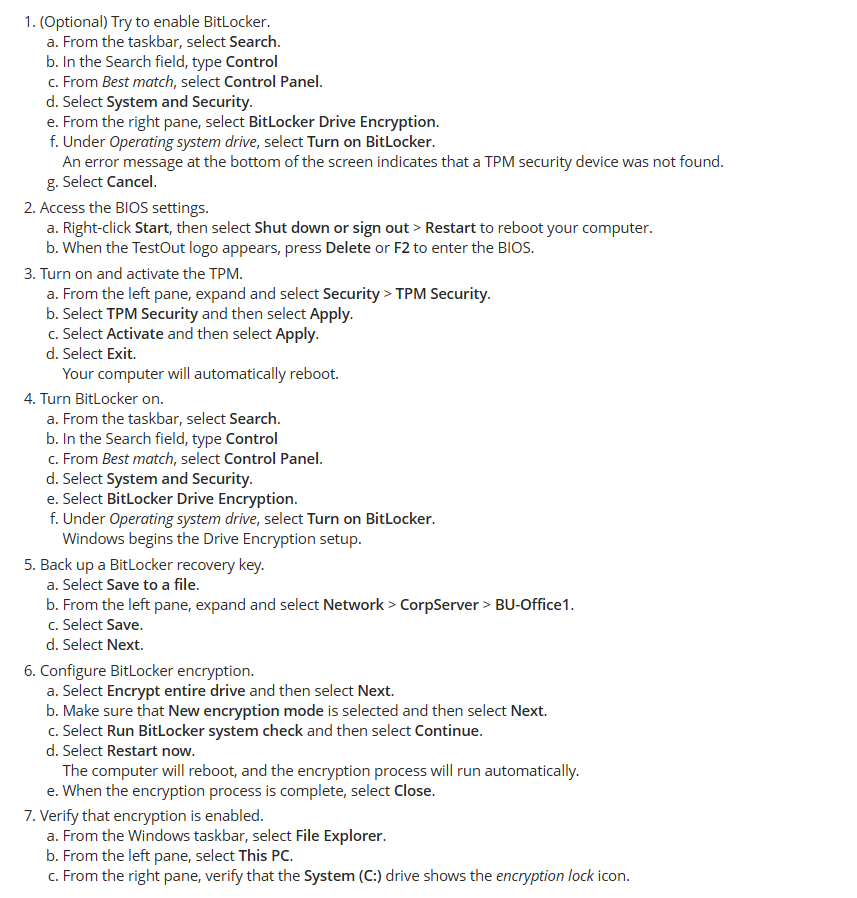 1. (Optional) Try to enable BitLocker.
a. From the taskbar, select Search.
b. In the Search field, type Control
c. From Best match, select Control Panel.
d. Select System and Security.
e. From the right pane, select BitLocker Drive Encryption.
f. Under Operating system drive, select Turn on BitLocker.
An error message at the bottom of the screen indicates that a TPM security device was not found.
g. Select Cancel.
2. Access the BIOS settings.
a. Right-click Start, then select Shut down or sign out > Restart to reboot your computer.
b. When the TestOut logo appears, press Delete or F2 to enter the BIOS.
3. Turn on and activate the TPM.
a. From the left pane, expand and select Security > TPM Security.
b. Select TPM Security and then select Apply.
c. Select Activate and then select Apply.
d. Select Exit.
Your computer will automatically reboot.
4. Turn BitLocker on.
a. From the taskbar, select Search.
b. In the Search field, type Control
c. From Best match, select Control Panel.
d. Select System and Security.
e. Select BitLocker Drive Encryption.
f. Under Operating system drive, select Turn on BitLocker.
Windows begins the Drive Encryption setup.
5. Back up a BitLocker recovery key.
a. Select Save to a file.
b. From the left pane, expand and select Network > CorpServer > BU-Office1.
c. Select Save.
d. Select Next.
6. Configure BitLocker encryption.
a. Select Encrypt entire drive and then select Next.
b. Make sure that New encryption mode is selected and then select Next.
c. Select Run BitLocker system check and then select Continue.
d. Select Restart now.
The computer will reboot, and the encryption process will run automatically.
e. When the encryption process is complete, select Close.
7. Verify that encryption is enabled.
a. From the Windows taskbar, select File Explorer.
b. From the left pane, select This PC.
c. From the right pane, verify that the System (C:) drive shows the encryption lock icon.